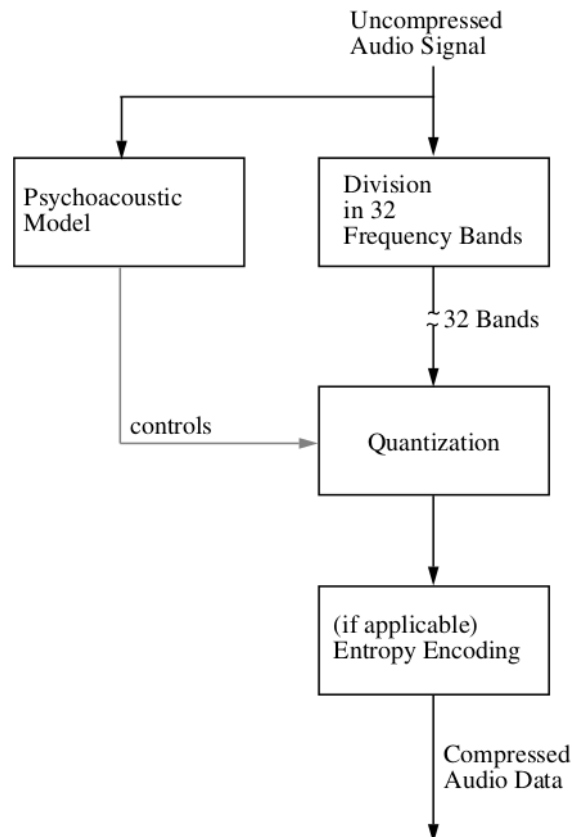 Uncompressed
Audio Signal
Psychoacoustic
Model
Division
in 32
Frequency Bands
32 Bands
controls
Quantization
(if applicable)
Entropy Encoding
Compressed
Audio Data